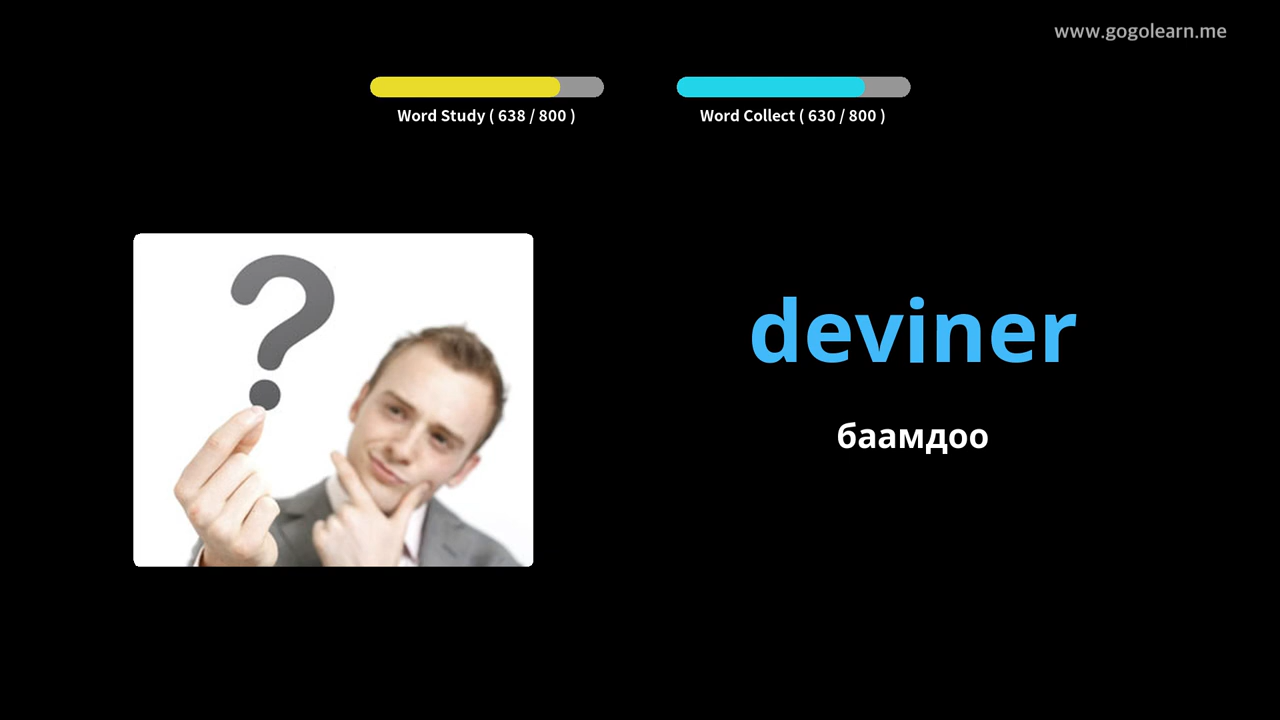 www.gogolearn.me
Word Study ( 638 / 800 )
Word Collect ( 630 / 800 )
?
deviner
баамдоо